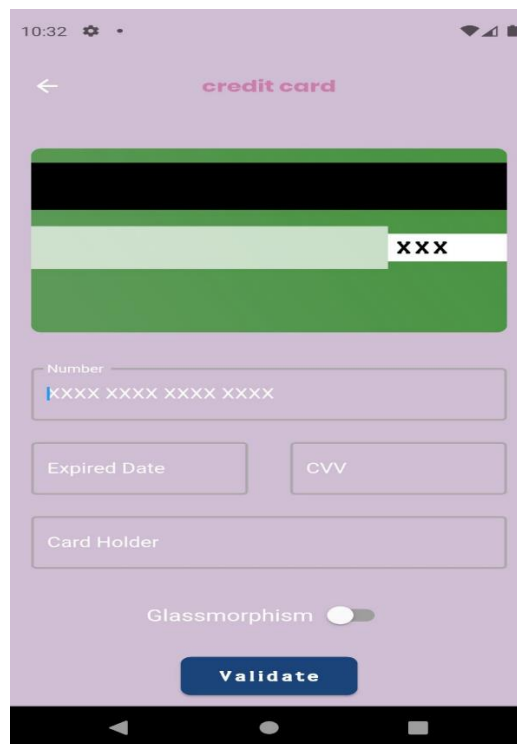 10:32
credit card
XXX
Number
XXXX XXXX XXXX XXXX
Expired Date CVV
Card Holder
Glassmorphism
Validate